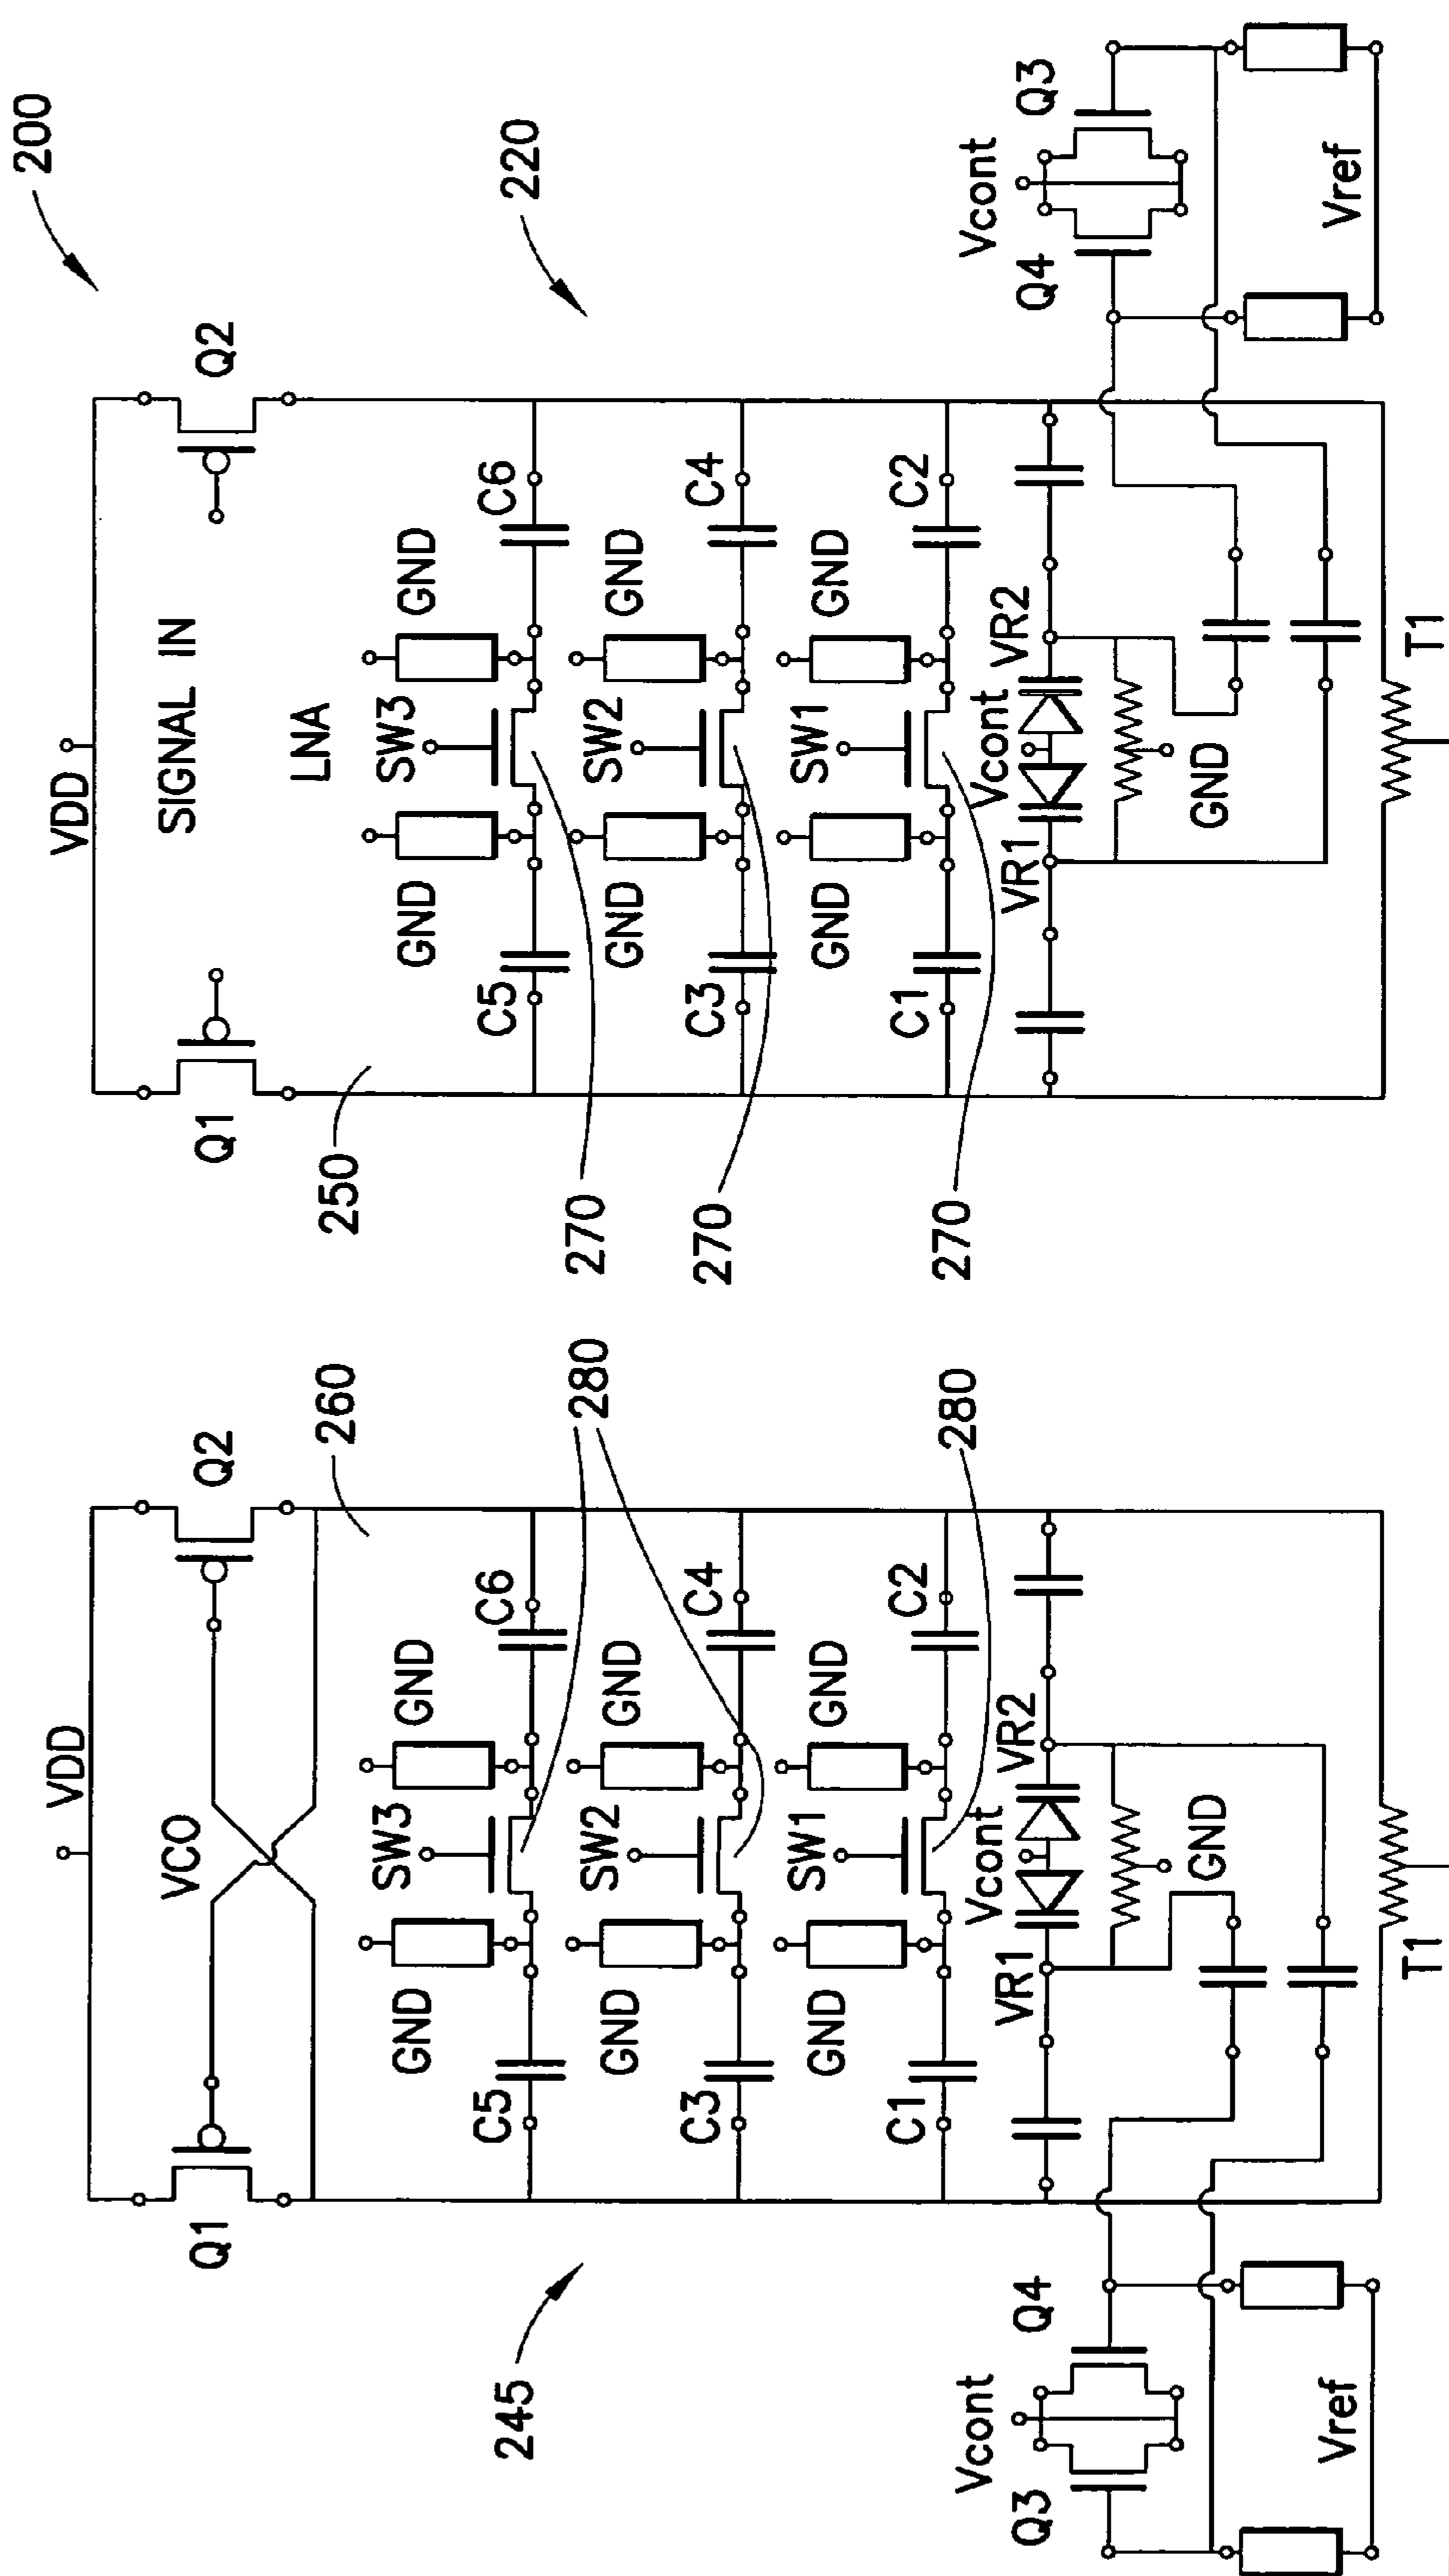 200
220
VDD
Q1
Q2
SIGNAL IN
LNA
250
GND
GND
SW3
C5
C6
270
GND
GND
SW2
C3
C4
270
GND
GND
SW1
C1
C2
270
VR1
Vcont
VR2
GND
T1
Vcont
Q4
Q3
Vref
245
VDD
Q1
Q2
VCO
260
GND
GND
SW3
C5
C6
280
GND
GND
SW2
C3
C4
GND
GND
SW1
C1
C2
280
VR1
Vcont
VR2
GND
T1
Vcont
Q3
Q4
Vref